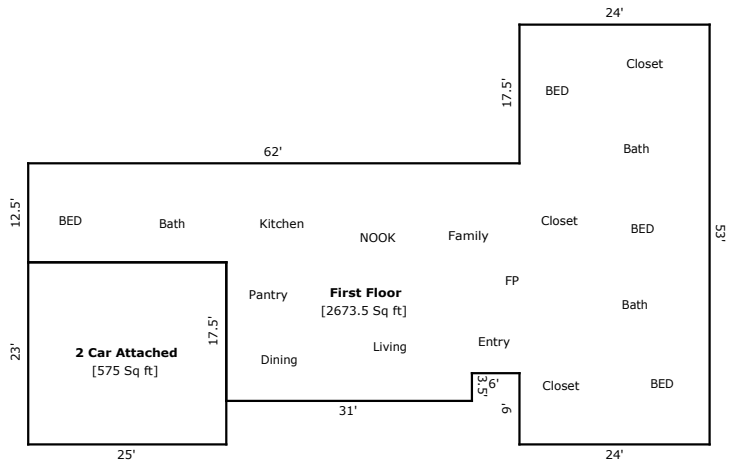 24'
Closet
BED
17.5'
Bath
62'
12.5'
BED
Bath
Kitchen
NOOK
Family
Closet
BED
53'
FP
Pantry
First Floor
[2673.5 Sq ft]
Bath
17.5'
Entry
Living
23'
2 Car Attached
[575 Sq ft]
Dining
3.5'
6'
Closet
BED
31'
9'
25'
24'